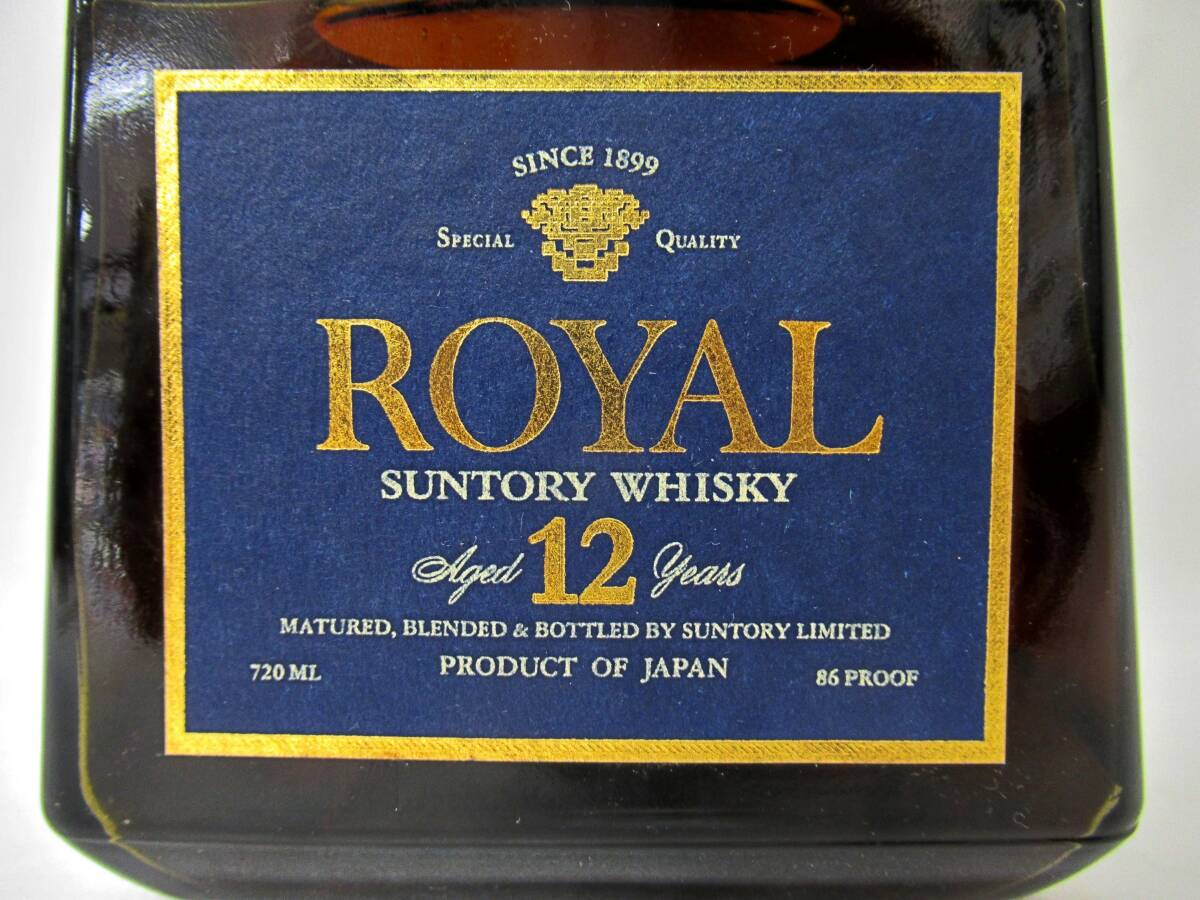 SINCE 1899
SPECIAL QUALITY
ROYAL
SUNTORY WHISKY
Aged 12 Years
MATURED, BLENDED & BOTTLED BY SUNTORY LIMITED
720 ML PRODUCT OF JAPAN 86 PROOF